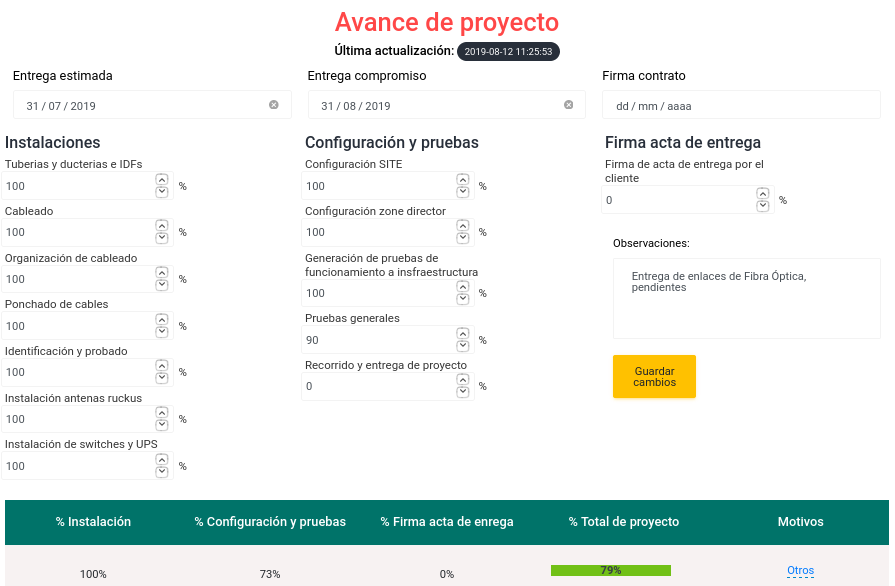 Avance de proyecto
Última actualización: 2019-08-12 11:25:53
Entrega estimada
31 / 07 / 2019
Entrega compromiso
31 / 08 / 2019
Firma contrato
dd / mm / aaaa
Instalaciones
Tuberias y ducterias e IDFs
100 %
Cableado
100 %
Organización de cableado
100 %
Ponchado de cables
100 %
Identificación y probado
100 %
Instalación antenas ruckus
100 %
Instalación de switches y UPS
100 %
Configuración y pruebas
Configuración SITE
100 %
Configuración zone director
100 %
Generación de pruebas de
funcionamiento a insfraestructura
100 %
Pruebas generales
90 %
Recorrido y entrega de proyecto
0 %
Firma acta de entrega
Firma de acta de entrega por el
cliente
0 %
Observaciones:
Entrega de enlaces de Fibra Óptica,
pendientes
Guardar
cambios
% Instalación % Configuración y pruebas % Firma acta de enrega % Total de proyecto Motivos
100% 73% 0% 79% Otros